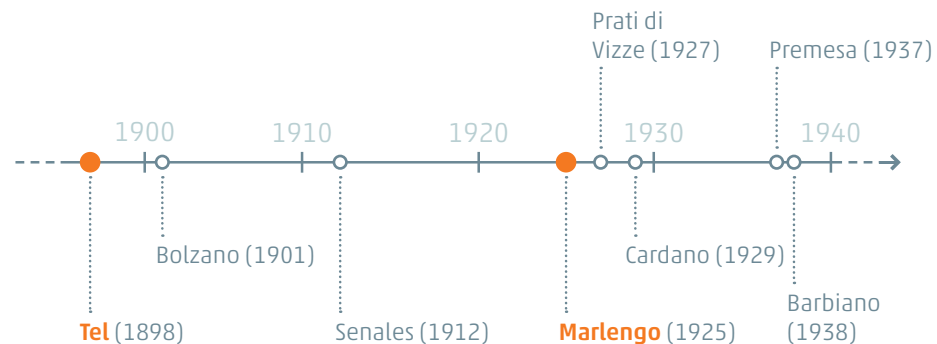 Prati di
Vizze (1927)
Premesa (1937)
1900
1910
1920
1930
1940
Bolzano (1901)
Cardano (1929)
Barbiano
(1938)
Tel (1898)
Senales (1912)
Marlengo (1925)